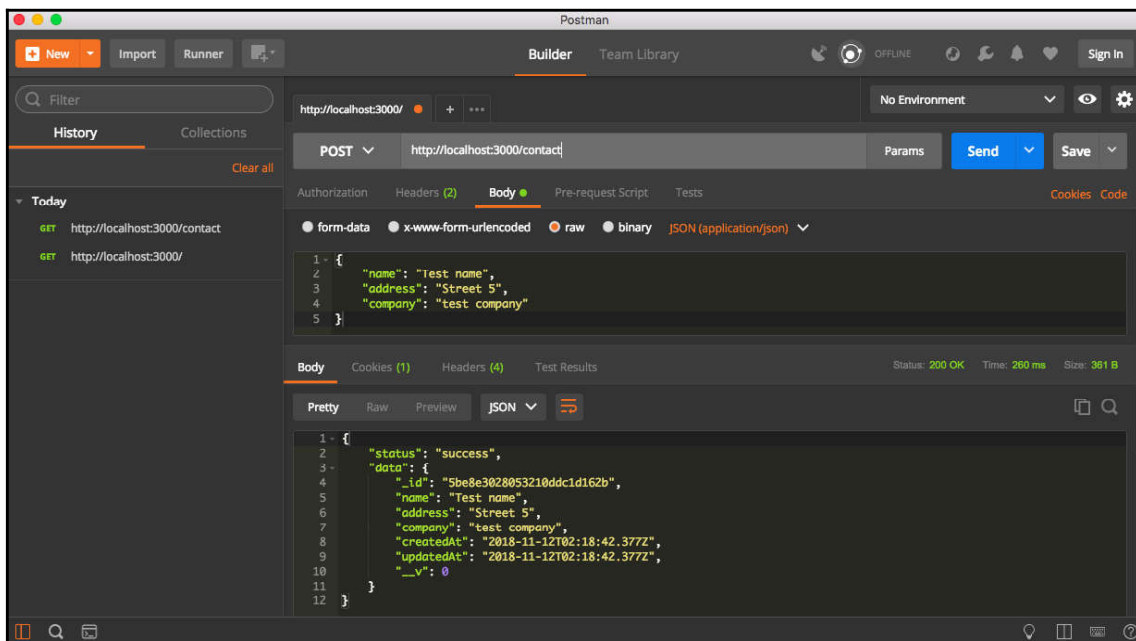 Postman
New Import Runner Builder Team Library OFFLINE Sign In
Filter
History Collections
Clear all
Today
GET http://localhost:3000/contact
GET http://localhost:3000/
http://localhost:3000/ + ••• No Environment
POST http://localhost:3000/contact Params Send Save
Authorization Headers (2) Body Pre-request Script Tests Cookies Code
form-data x-www-form-urlencoded raw binary JSON (application/json)
1 {
2 "name": "Test name",
3 "address": "Street 5",
4 "company": "test company"
5 }
Body Cookies (1) Headers (4) Test Results Status: 200 OK Time: 260 ms Size: 361 B
Pretty Raw Preview JSON
1 {
2 "status": "success",
3 "data": {
4 "_id": "5be8e3028053210ddc1d162b",
5 "name": "Test name",
6 "address": "Street 5",
7 "company": "test company",
8 "createdAt": "2018-11-12T02:18:42.377Z",
9 "updatedAt": "2018-11-12T02:18:42.377Z",
10 "__v": 0
11 }
12 }